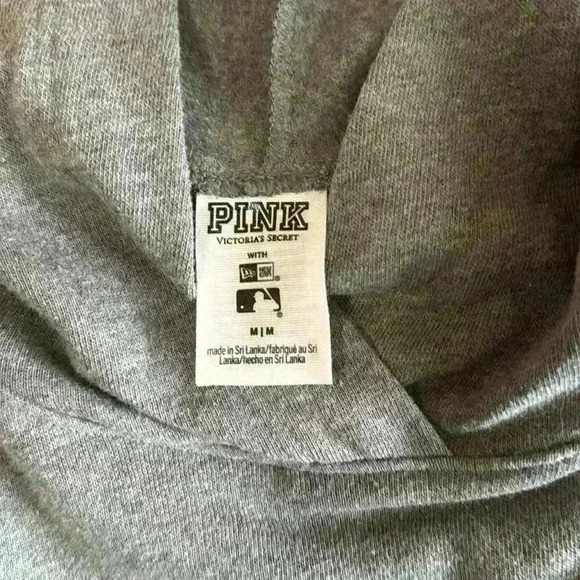 PINK
VICTORIA'S SECRET
WITH
M | M
made in Sri Lanka/fabriqué au Sri
Lanka/hecho en Sri Lanka